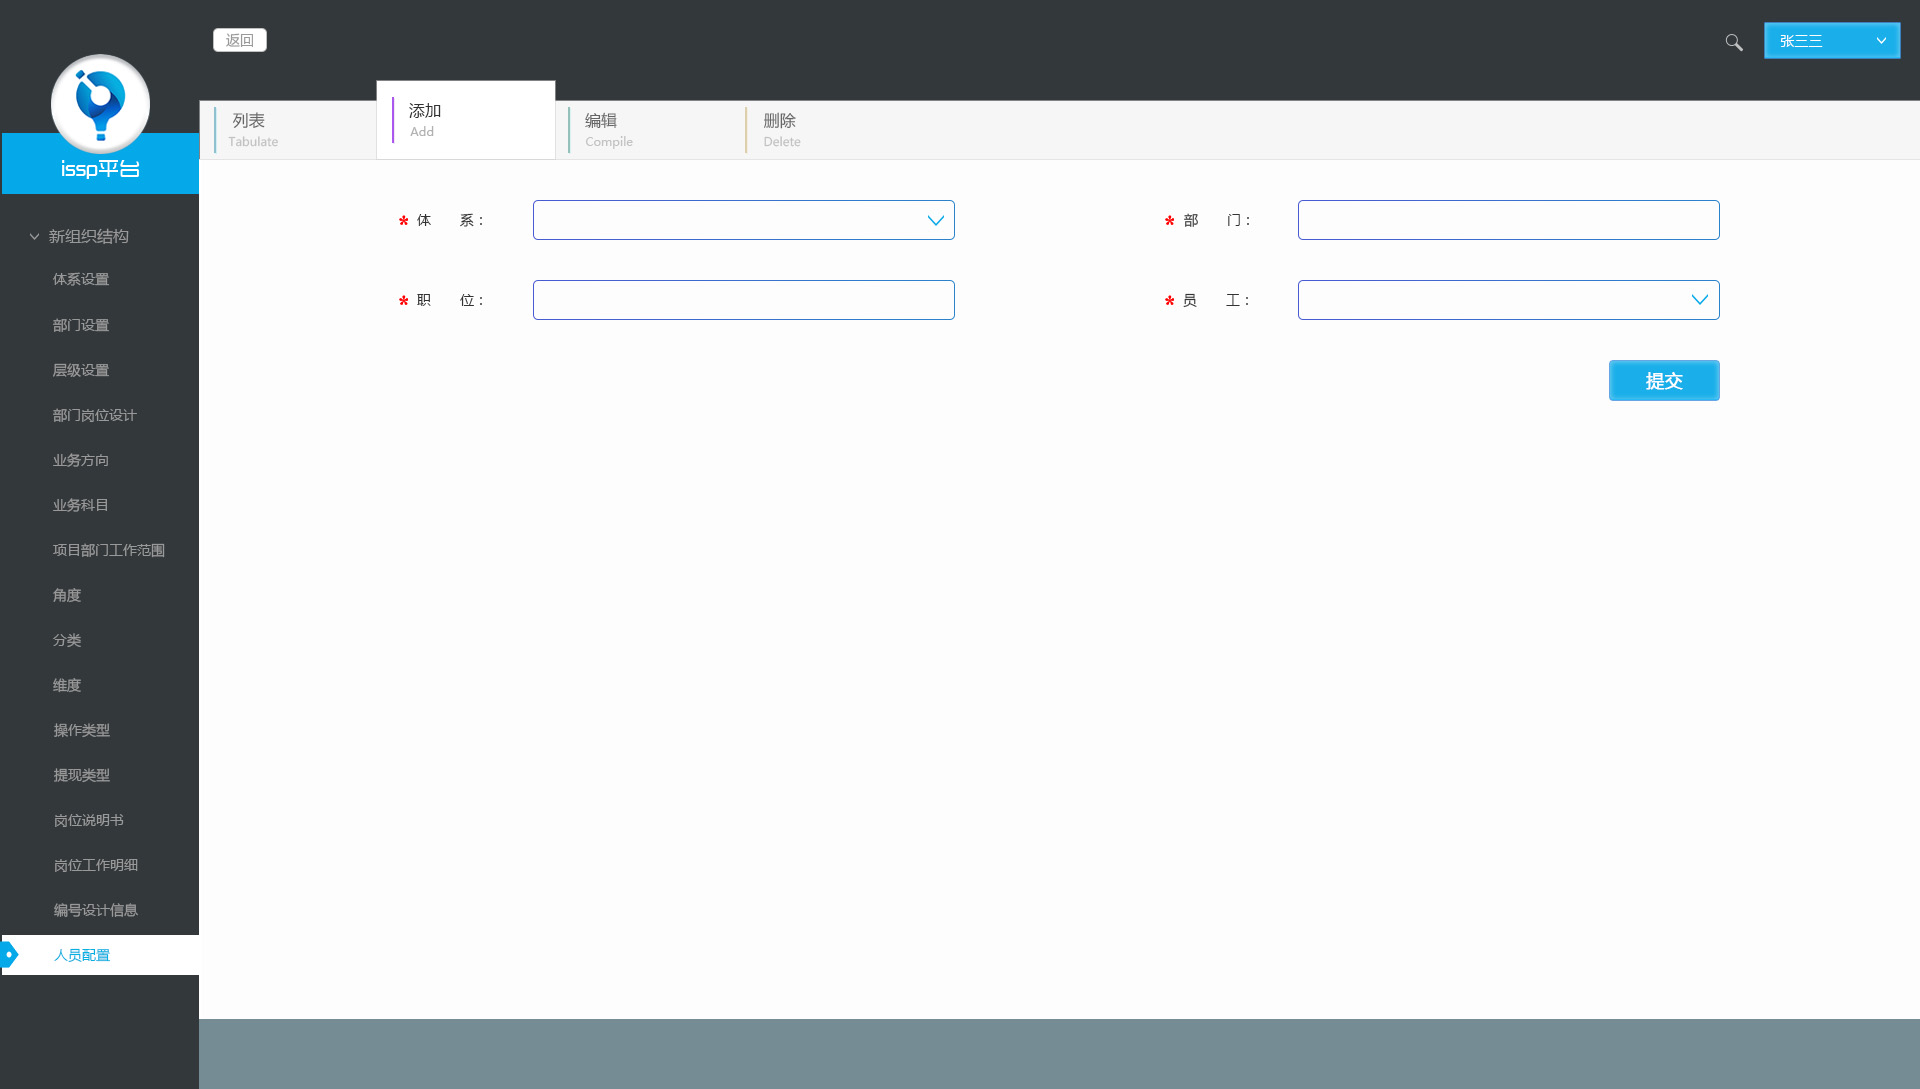 返回
张三三
issp平台
列表
Tabulate
添加
Add
编辑
Compile
删除
Delete
* 体 系：
* 部 门：
* 职 位：
* 员 工：
提交
新组织结构
体系设置
部门设置
层级设置
部门岗位设计
业务方向
业务科目
项目部门工作范围
角度
分类
维度
操作类型
提现类型
岗位说明书
岗位工作明细
编号设计信息
人员配置